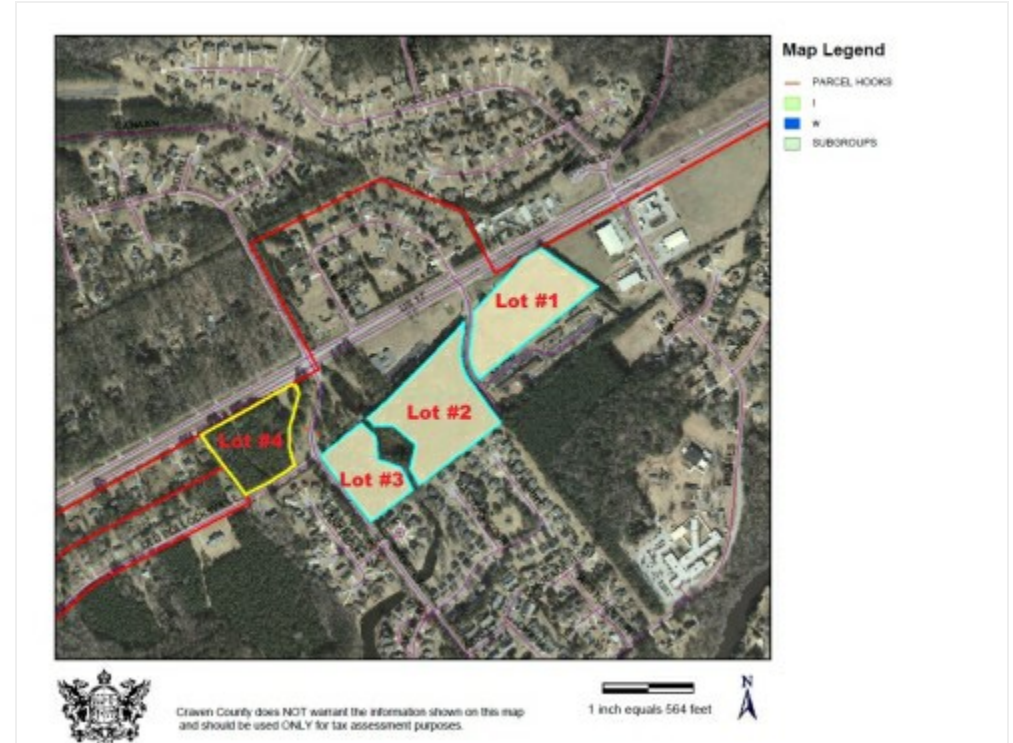 Map Legend
PARCEL HOOKS
l
w
SUBGROUPS
US 17
Lot #1
Lot #2
Lot #4
Lot #3
Craven County does NOT warrant the information shown on this map
and should be used ONLY for tax assessment purposes.
1 inch equals 564 feet
N